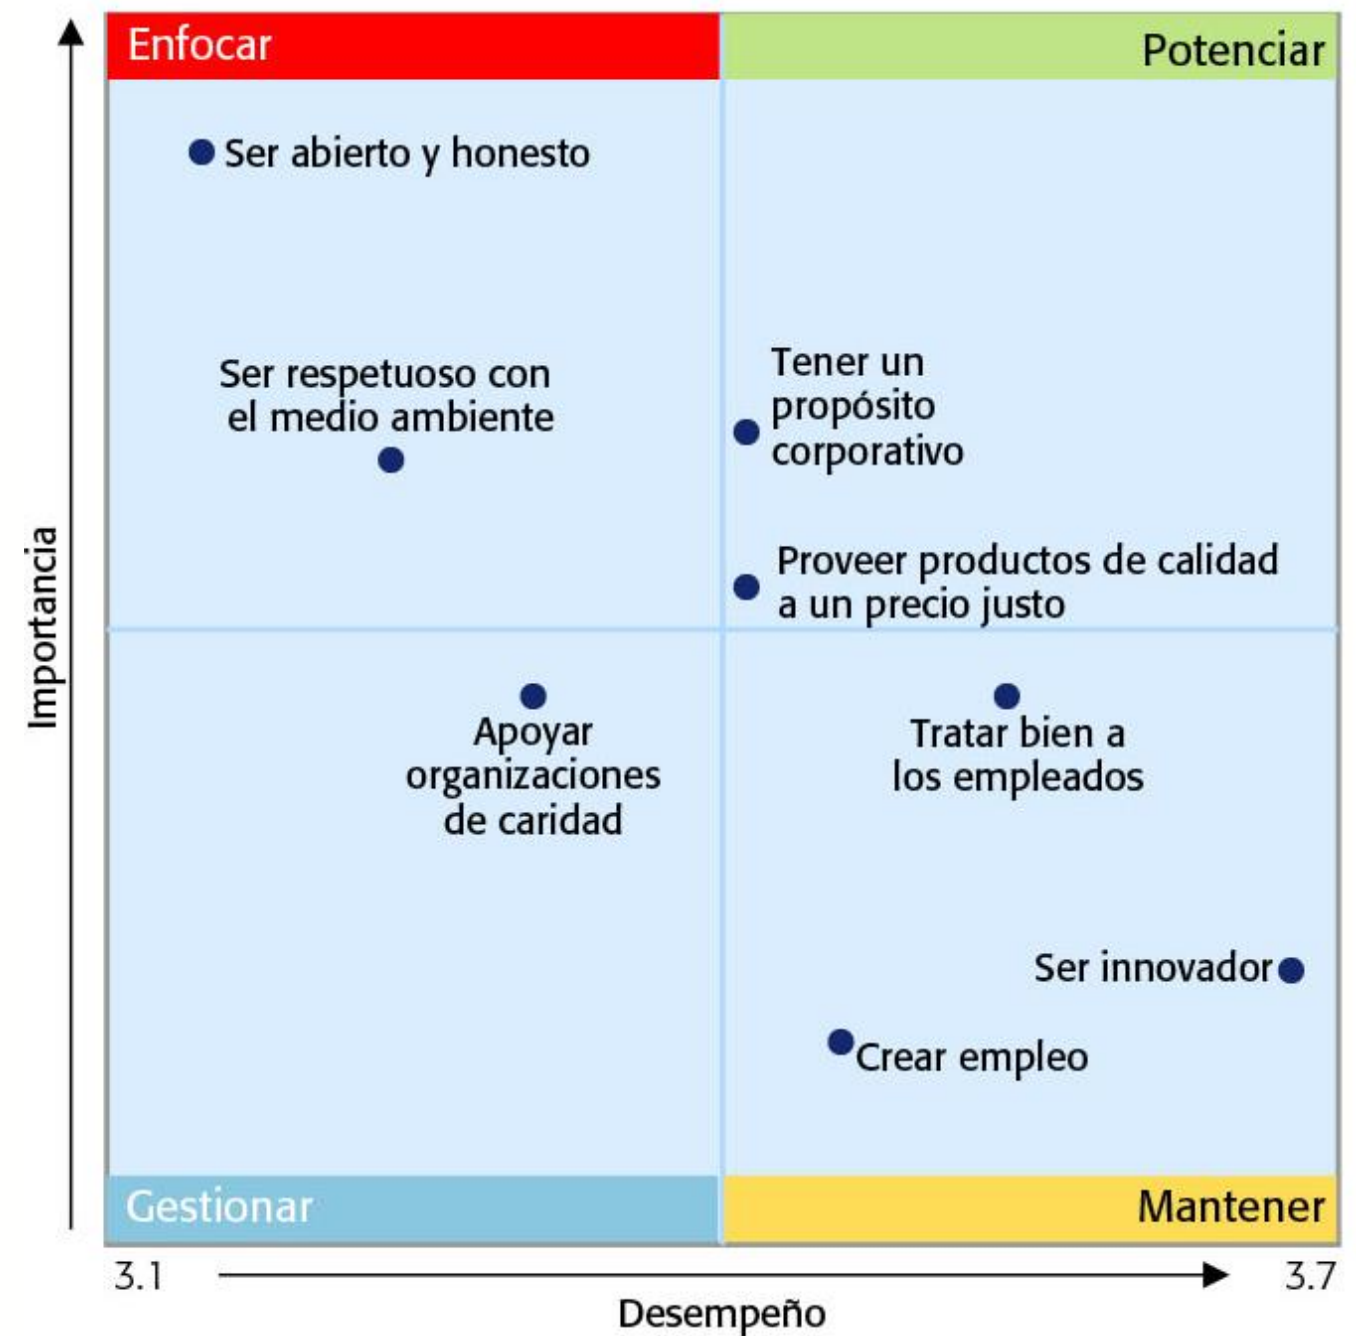 Enfocar
Potenciar
Ser abierto y honesto
Ser respetuoso con
el medio ambiente
Tener un
propósito
corporativo
Proveer productos de calidad
a un precio justo
Importancia
Apoyar
organizaciones
de caridad
Tratar bien a
los empleados
Ser innovador
Crear empleo
Gestionar
Mantener
3.1
3.7
Desempeño